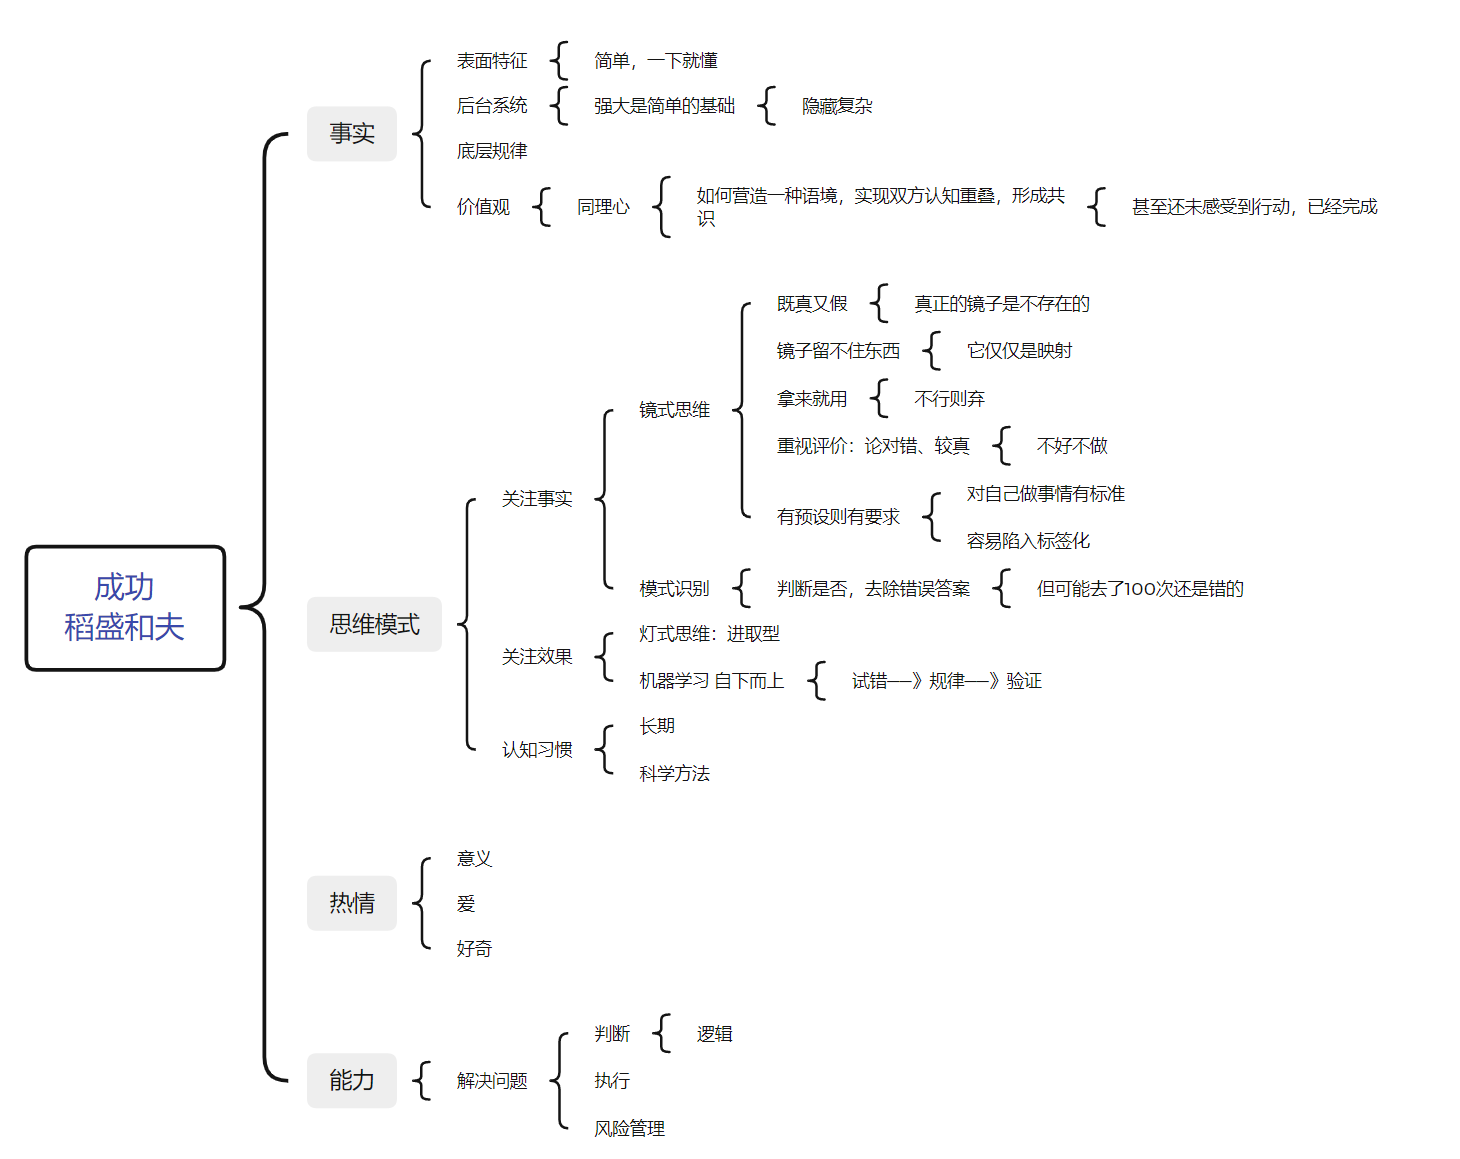 成功
稻盛和夫
事实
表面特征
简单，一下就懂
后台系统
强大是简单的基础
隐藏复杂
底层规律
价值观
同理心
如何营造一种语境，实现双方认知重叠，形成共
识
甚至还未感受到行动，已经完成
思维模式
关注事实
镜式思维
既真又假
真正的镜子是不存在的
镜子留不住东西
它仅仅是映射
拿来就用
不行则弃
重视评价：论对错、较真
不好不做
有预设则有要求
对自己做事情有标准
容易陷入标签化
模式识别
判断是否，去除错误答案
但可能去了100次还是错的
关注效果
灯式思维：进取型
机器学习 自下而上
试错——》规律——》验证
认知习惯
长期
科学方法
热情
意义
爱
好奇
能力
解决问题
判断
逻辑
执行
风险管理